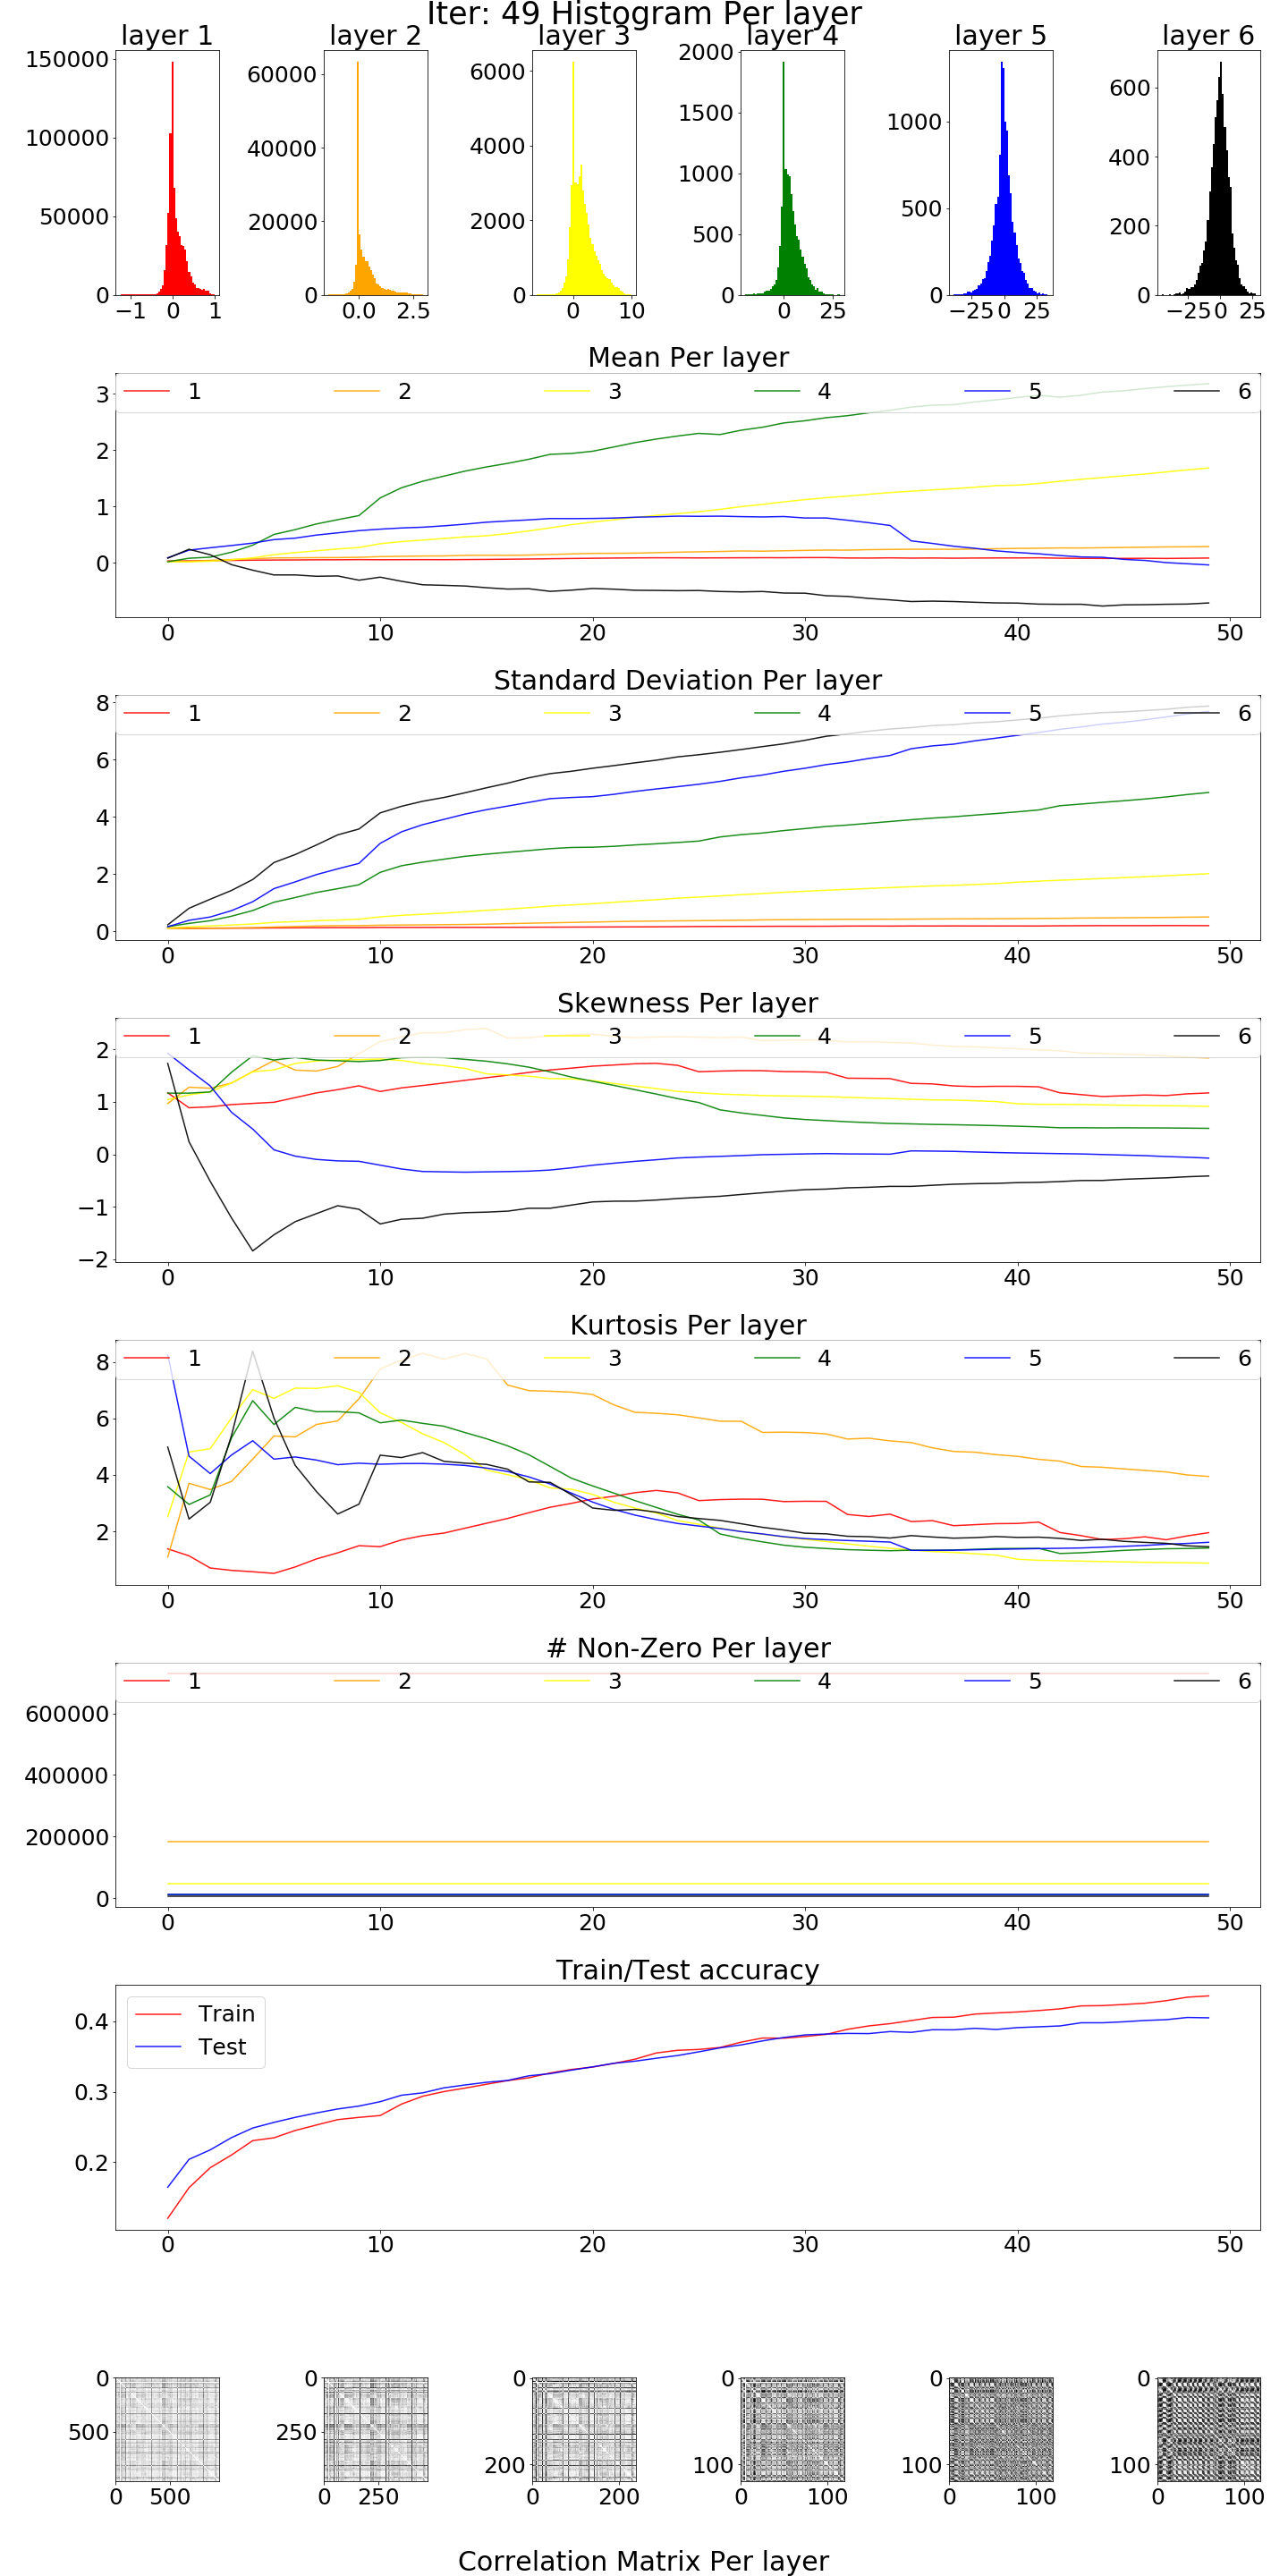 Iter: 49 Histogram Per layer
layer 1 layer 2 layer 3 layer 4 layer 5 layer 6
150000 100000 50000 0 −1 0 1
60000 40000 20000 0 0.0 2.5
6000 4000 2000 0 0 10
2000 1500 1000 500 0 0 25
1000 500 0 −25 0 25
600 400 200 0 −25 0 25
Mean Per layer
1 2 3 4 5 6
3
2
1
0
0 10 20 30 40 50
Standard Deviation Per layer
1 2 3 4 5 6
8
6
4
2
0
0 10 20 30 40 50
Skewness Per layer
1 2 3 4 5 6
2
1
0
−1
−2
0 10 20 30 40 50
Kurtosis Per layer
1 2 3 4 5 6
8
6
4
2
0 10 20 30 40 50
# Non-Zero Per layer
1 2 3 4 5 6
600000
400000
200000
0
0 10 20 30 40 50
Train/Test accuracy
Train
Test
0.4
0.3
0.2
0 10 20 30 40 50
0 500 0 500
0 250 0 250
0 200 0 200
0 100 0 100
0 100 0 100
0 100 0 100
Correlation Matrix Per layer